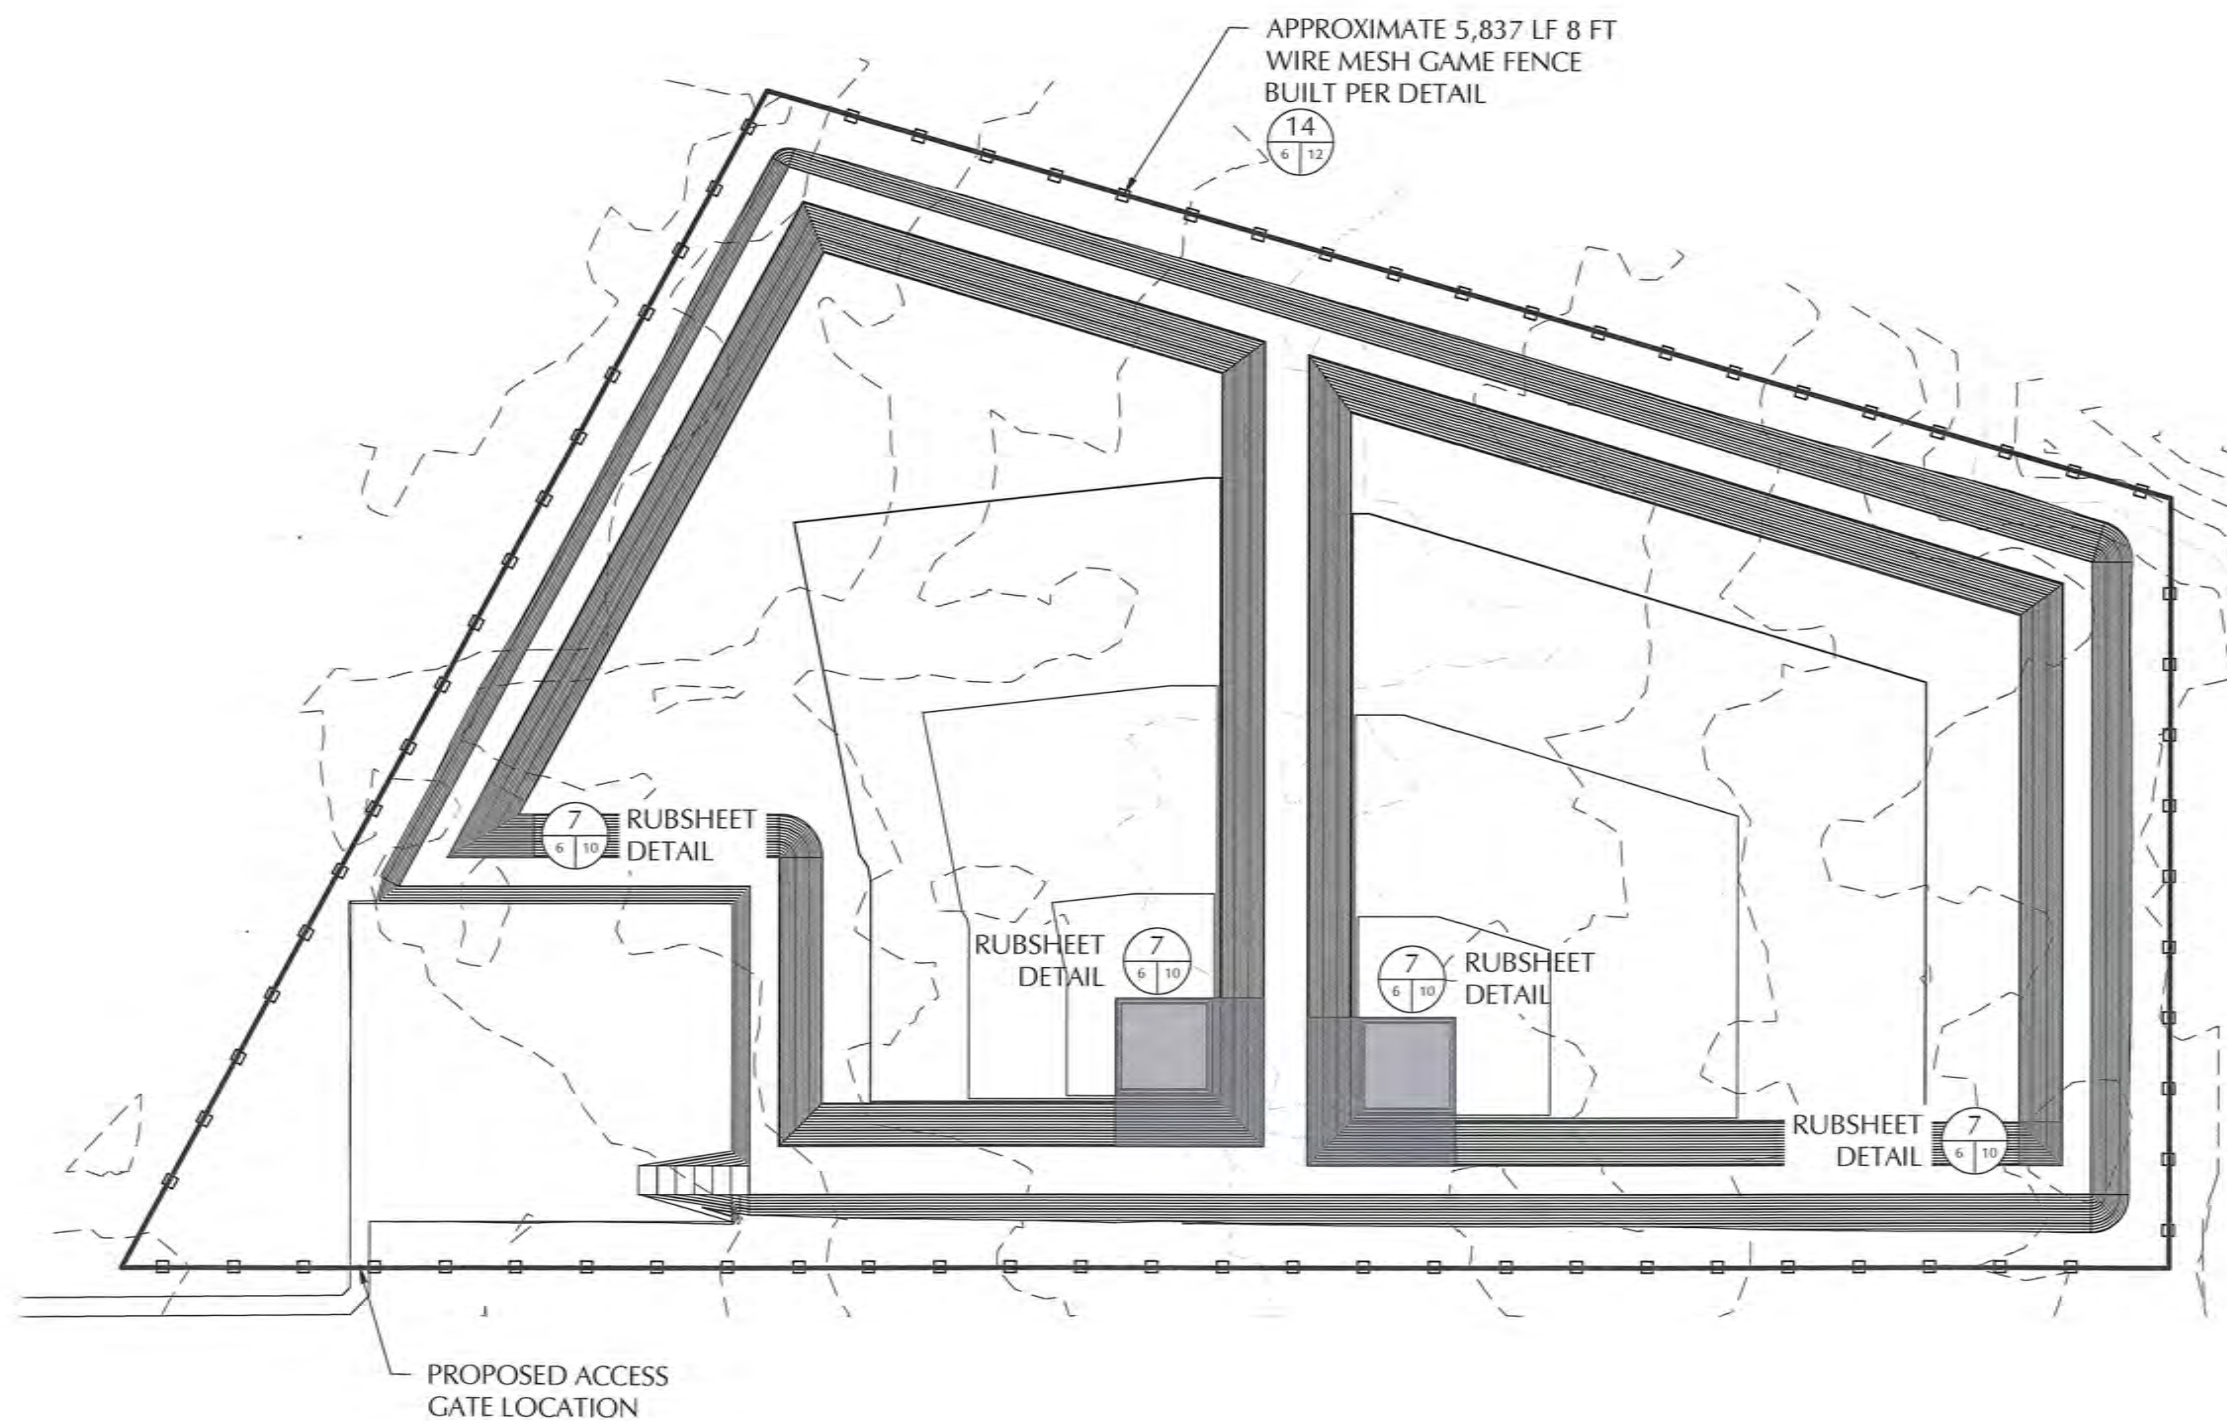 APPROXIMATE 5,837 LF 8 FT
WIRE MESH GAME FENCE
BUILT PER DETAIL
14
6 12
7
6 10
RUBSHEET
DETAIL
RUBSHEET
DETAIL
7
6 10
7
6 10
RUBSHEET
DETAIL
RUBSHEET
DETAIL
7
6 10
PROPOSED ACCESS
GATE LOCATION